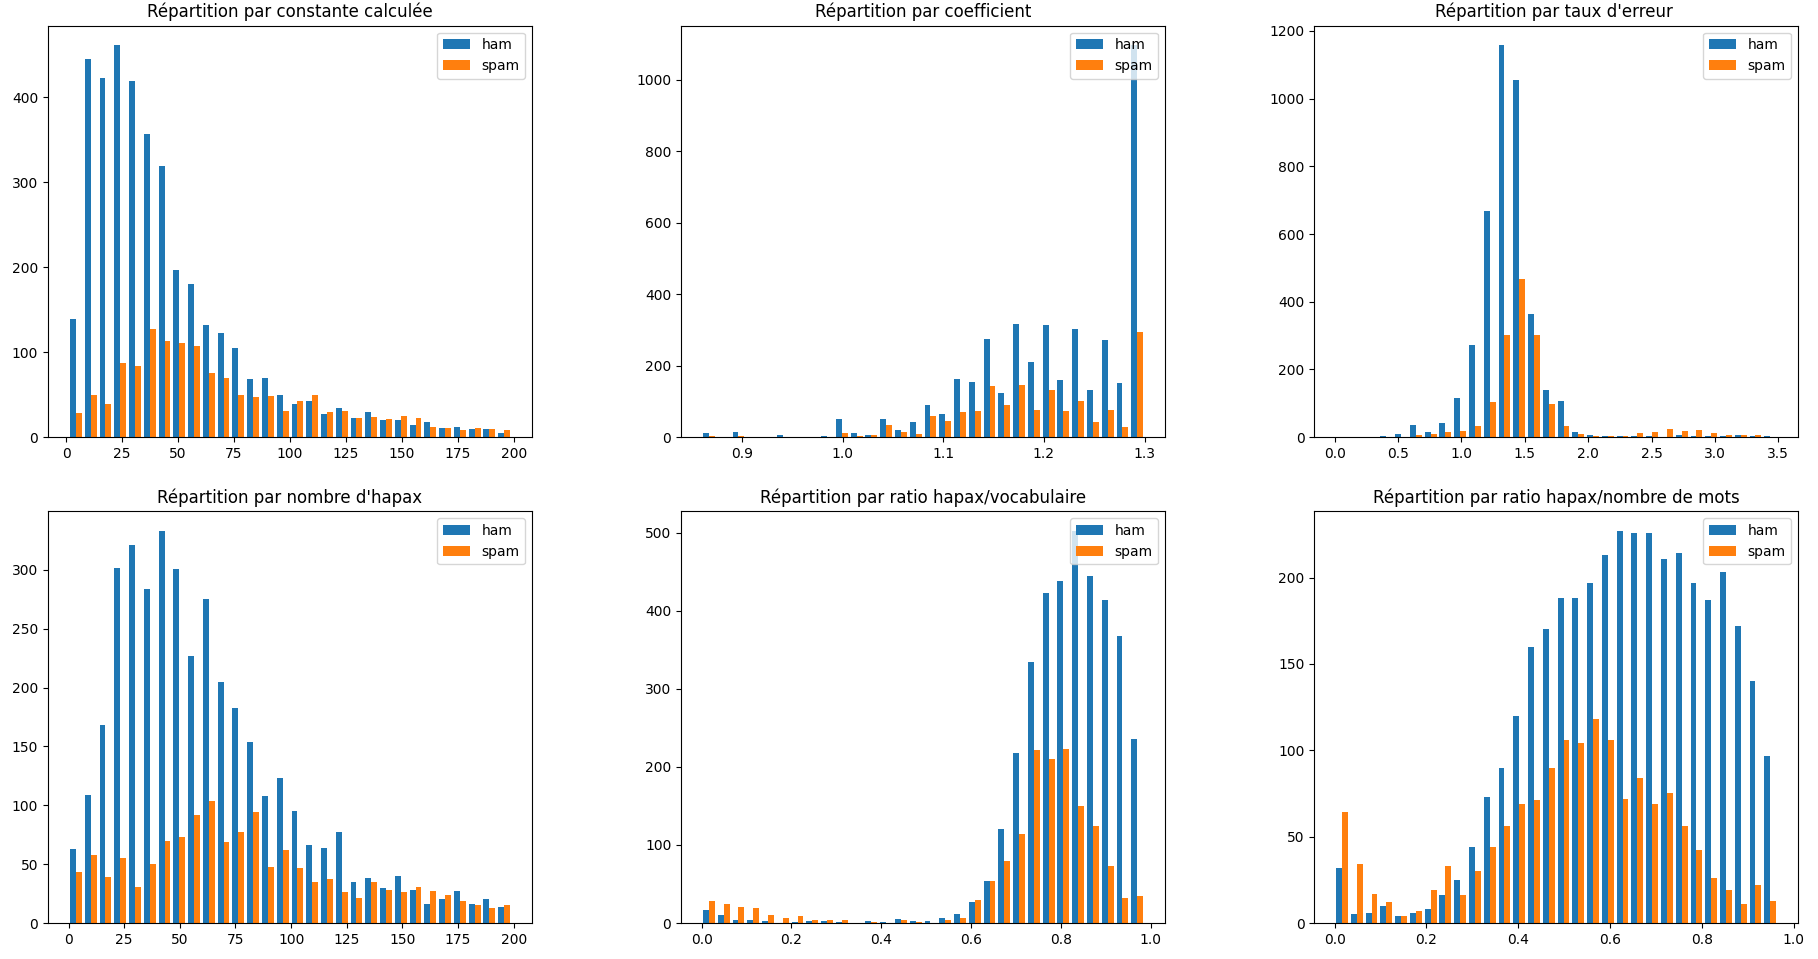 Répartition par constante calculée
ham
spam
400
300
200
100
0
0 25 50 75 100 125 150 175 200
Répartition par coefficient
ham
spam
1000
800
600
400
200
0
0.9 1.0 1.1 1.2 1.3
Répartition par taux d'erreur
ham
spam
1200
1000
800
600
400
200
0
0.0 0.5 1.0 1.5 2.0 2.5 3.0 3.5
Répartition par nombre d'hapax
ham
spam
300
250
200
150
100
50
0
0 25 50 75 100 125 150 175 200
Répartition par ratio hapax/vocabulaire
ham
spam
500
400
300
200
100
0
0.0 0.2 0.4 0.6 0.8 1.0
Répartition par ratio hapax/nombre de mots
ham
spam
200
150
100
50
0
0.0 0.2 0.4 0.6 0.8 1.0